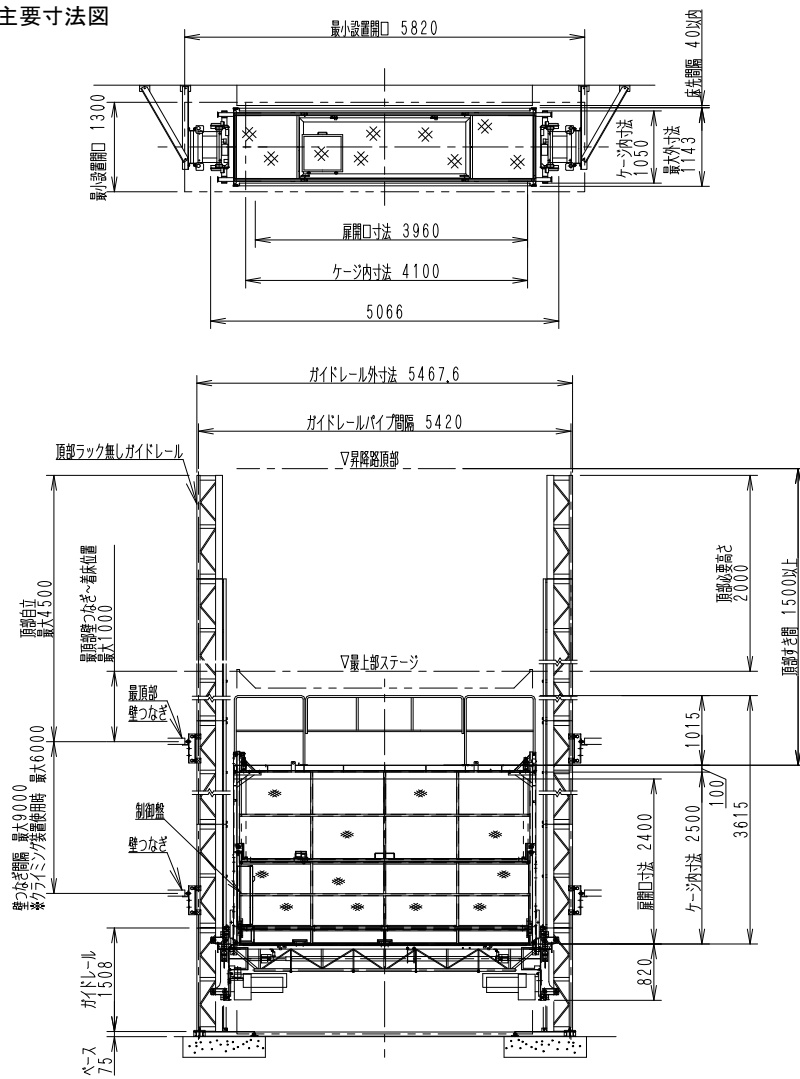 主要寸法図
最小設置開口 5820
最小設置開口 1300
床先間隔 40以内
ケージ内寸法
1050
最大外寸法
1143
扉開口寸法 3960
ケージ内寸法 4100
5066
ガイドレール外寸法 5467.6
ガイドレールパイプ間隔 5420
頂部ラック無しガイドレール
▽昇降路頂部
頂部自立
最大4500
最頂部壁つなぎ~着床位置
最大1000
頂部必要高さ
2000
頂部すき間 1500以上
▽最上部ステージ
最頂部
壁つなぎ
壁つなぎ間隔 最大9000
※クライミング装置使用時 最大6000
制御盤
壁つなぎ
1015
100
扉開口寸法 2400
ケージ内寸法 2500
3615
820
ガイドレール
1508
ベース
75